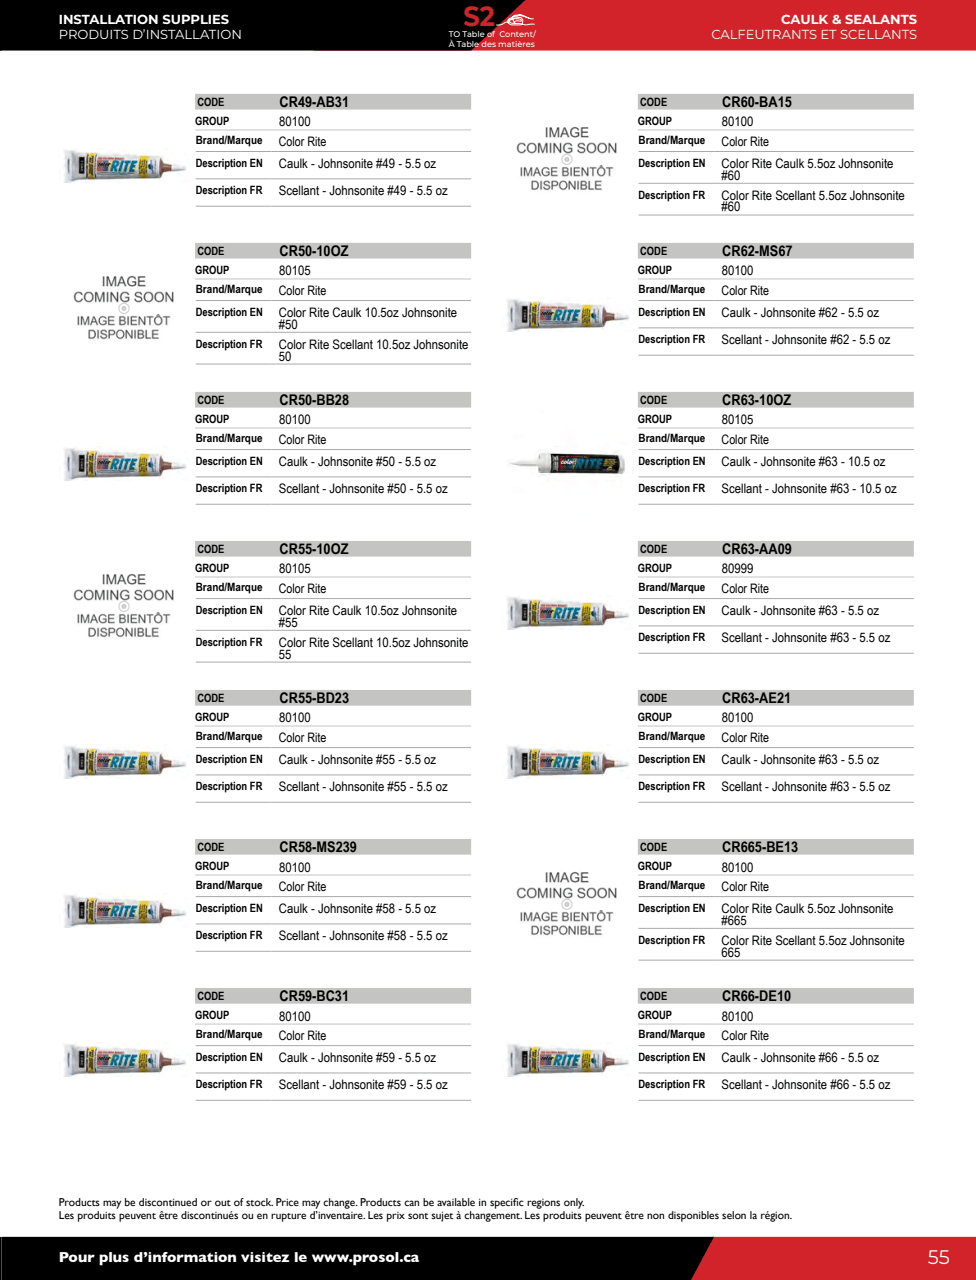 INSTALLATION SUPPLIES
PRODUITS D'INSTALLATION
S2
TO Table of Content/
À Table des matières
CAULK & SEALANTS
CALFEUTRANTS ET SCELLANTS
CODE CR49-AB31
GROUP 80100
Brand/Marque Color Rite
Description EN Caulk - Johnsonite #49 - 5.5 oz
Description FR Scellant - Johnsonite #49 - 5.5 oz
RITE
IMAGE
COMING SOON
IMAGE BIENTÔT
DISPONIBLE
CODE CR50-10OZ
GROUP 80105
Brand/Marque Color Rite
Description EN Color Rite Caulk 10.5oz Johnsonite
#50
Description FR Color Rite Scellant 10.5oz Johnsonite
50
RITE
CODE CR50-BB28
GROUP 80100
Brand/Marque Color Rite
Description EN Caulk - Johnsonite #50 - 5.5 oz
Description FR Scellant - Johnsonite #50 - 5.5 oz
IMAGE
COMING SOON
IMAGE BIENTÔT
DISPONIBLE
CODE CR55-10OZ
GROUP 80105
Brand/Marque Color Rite
Description EN Color Rite Caulk 10.5oz Johnsonite
#55
Description FR Color Rite Scellant 10.5oz Johnsonite
55
RITE
CODE CR55-BD23
GROUP 80100
Brand/Marque Color Rite
Description EN Caulk - Johnsonite #55 - 5.5 oz
Description FR Scellant - Johnsonite #55 - 5.5 oz
RITE
CODE CR58-MS239
GROUP 80100
Brand/Marque Color Rite
Description EN Caulk - Johnsonite #58 - 5.5 oz
Description FR Scellant - Johnsonite #58 - 5.5 oz
RITE
CODE CR59-BC31
GROUP 80100
Brand/Marque Color Rite
Description EN Caulk - Johnsonite #59 - 5.5 oz
Description FR Scellant - Johnsonite #59 - 5.5 oz
IMAGE
COMING SOON
IMAGE BIENTÔT
DISPONIBLE
CODE CR60-BA15
GROUP 80100
Brand/Marque Color Rite
Description EN Color Rite Caulk 5.5oz Johnsonite
#60
Description FR Color Rite Scellant 5.5oz Johnsonite
#60
RITE
CODE CR62-MS67
GROUP 80100
Brand/Marque Color Rite
Description EN Caulk - Johnsonite #62 - 5.5 oz
Description FR Scellant - Johnsonite #62 - 5.5 oz
color RITE
CODE CR63-10OZ
GROUP 80105
Brand/Marque Color Rite
Description EN Caulk - Johnsonite #63 - 10.5 oz
Description FR Scellant - Johnsonite #63 - 10.5 oz
RITE
CODE CR63-AA09
GROUP 80999
Brand/Marque Color Rite
Description EN Caulk - Johnsonite #63 - 5.5 oz
Description FR Scellant - Johnsonite #63 - 5.5 oz
RITE
CODE CR63-AE21
GROUP 80100
Brand/Marque Color Rite
Description EN Caulk - Johnsonite #63 - 5.5 oz
Description FR Scellant - Johnsonite #63 - 5.5 oz
IMAGE
COMING SOON
IMAGE BIENTÔT
DISPONIBLE
CODE CR665-BE13
GROUP 80100
Brand/Marque Color Rite
Description EN Color Rite Caulk 5.5oz Johnsonite
#665
Description FR Color Rite Scellant 5.5oz Johnsonite
665
RITE
CODE CR66-DE10
GROUP 80100
Brand/Marque Color Rite
Description EN Caulk - Johnsonite #66 - 5.5 oz
Description FR Scellant - Johnsonite #66 - 5.5 oz
Products may be discontinued or out of stock. Price may change. Products can be available in specific regions only.
Les produits peuvent être discontinués ou en rupture d'inventaire. Les prix sont sujet à changement. Les produits peuvent être non disponibles selon la région.
Pour plus d'information visitez le www.prosol.ca
55